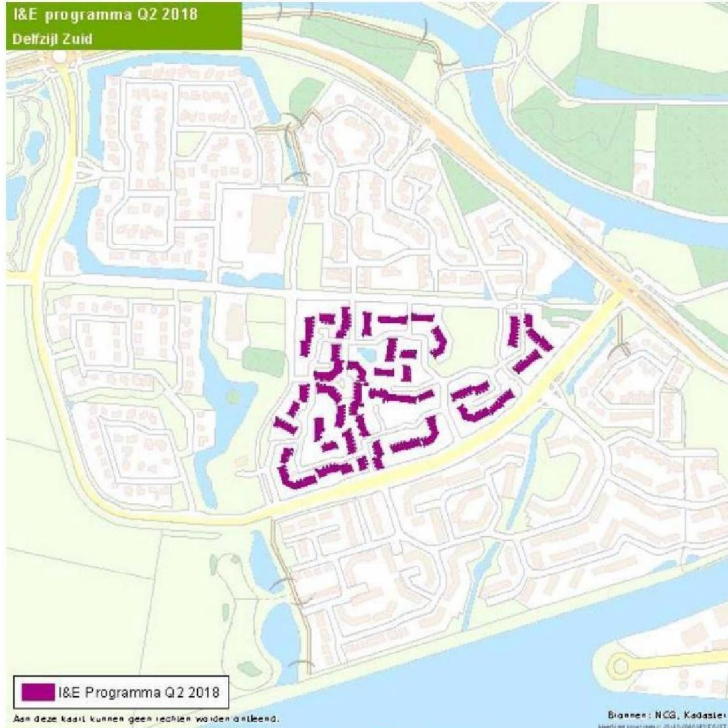 I&E programma Q2 2018
Delfzijl Zuid
I&E Programma Q2 2018
Aan deze kaart kunnen geen rechten worden ontleend.
Bronnen: NCG, Kadaster